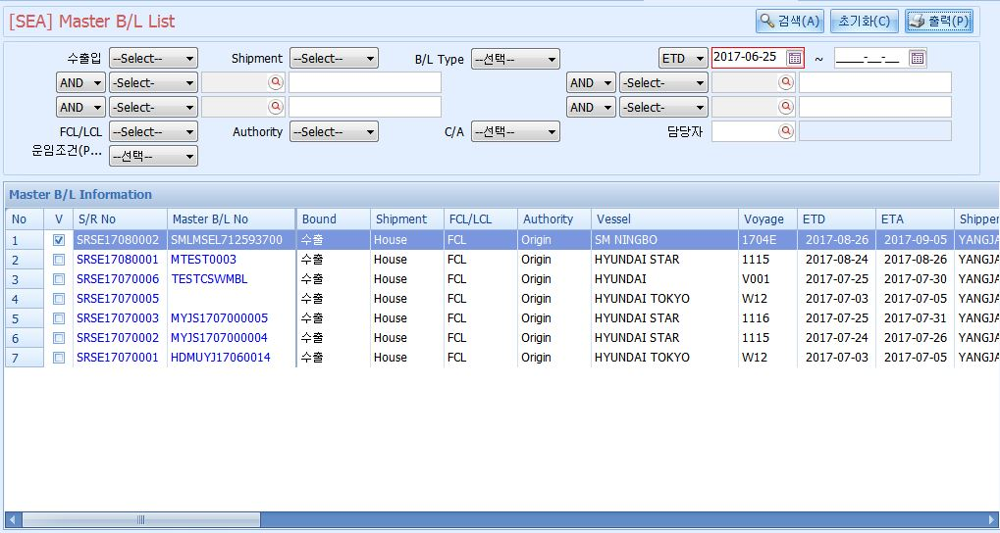 [SEA] Master B/L List 검색(A) 초기화(C) 출력(P)
수출입 --Select-- Shipment --Select-- B/L Type --선택-- ETD 2017-06-25 ~ ____-__-__
AND -Select- AND -Select-
AND -Select- AND -Select-
FCL/LCL --Select-- Authority --Select-- C/A --선택-- 담당자
운임조건(P... --선택--
Master B/L Information
No V S/R No Master B/L No Bound Shipment FCL/LCL Authority Vessel Voyage ETD ETA Shipper
1 SRSE17080002 SMLMSEL712593700 수출 House FCL Origin SM NINGBO 1704E 2017-08-26 2017-09-05 YANGJA
2 SRSE17080001 MTEST0003 수출 House FCL Origin HYUNDAI STAR 1115 2017-08-24 2017-08-26 YANGJA
3 SRSE17070006 TESTCSWMBL 수출 House FCL Origin HYUNDAI V001 2017-07-25 2017-07-30 YANGJA
4 SRSE17070005 수출 House FCL Origin HYUNDAI TOKYO W12 2017-07-03 2017-07-05 YANGJA
5 SRSE17070003 MYJS1707000005 수출 House FCL Origin HYUNDAI STAR 1116 2017-07-25 2017-07-31 YANGJA
6 SRSE17070002 MYJS1707000004 수출 House FCL Origin HYUNDAI STAR 1115 2017-07-24 2017-07-26 YANGJA
7 SRSE17070001 HDMUYJ17060014 수출 House FCL Origin HYUNDAI TOKYO W12 2017-07-03 2017-07-05 YANGJA